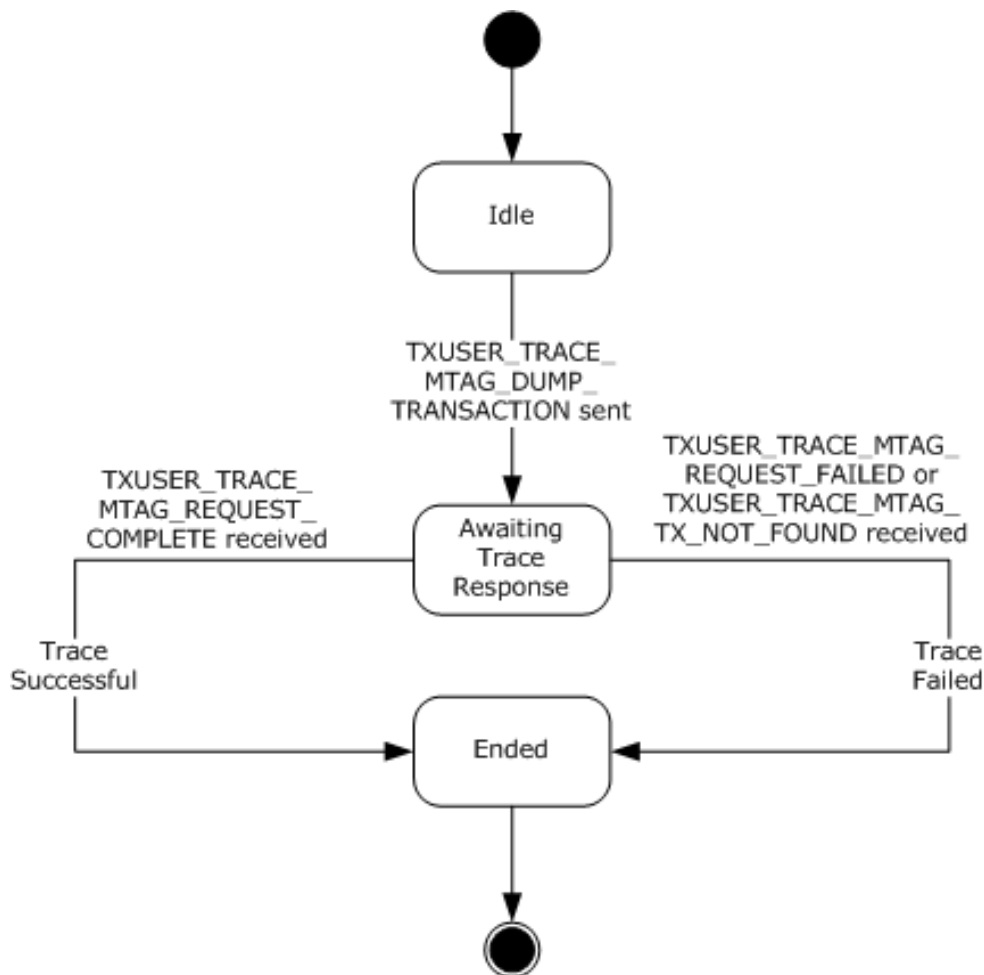 Idle
TXUSER_TRACE_
MTAG_DUMP_
TRANSACTION sent
TXUSER_TRACE_
MTAG_REQUEST_
COMPLETE received
TXUSER_TRACE_MTAG_
REQUEST_FAILED or
TXUSER_TRACE_MTAG_
TX_NOT_FOUND received
Awaiting
Trace
Response
Trace
Successful
Trace
Failed
Ended